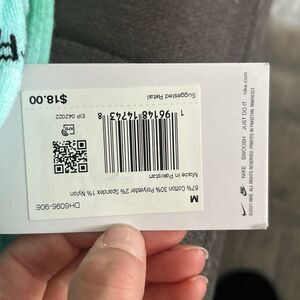 $18.00
Suggested Retail
EIP 042022
1 96148 14743 8
Made in Pakistan
67% Cotton 30% Polyester 2% Spandex 1% Nylon
M
DH6096-906
NIKE SWOOSH JUST DO IT nike.com